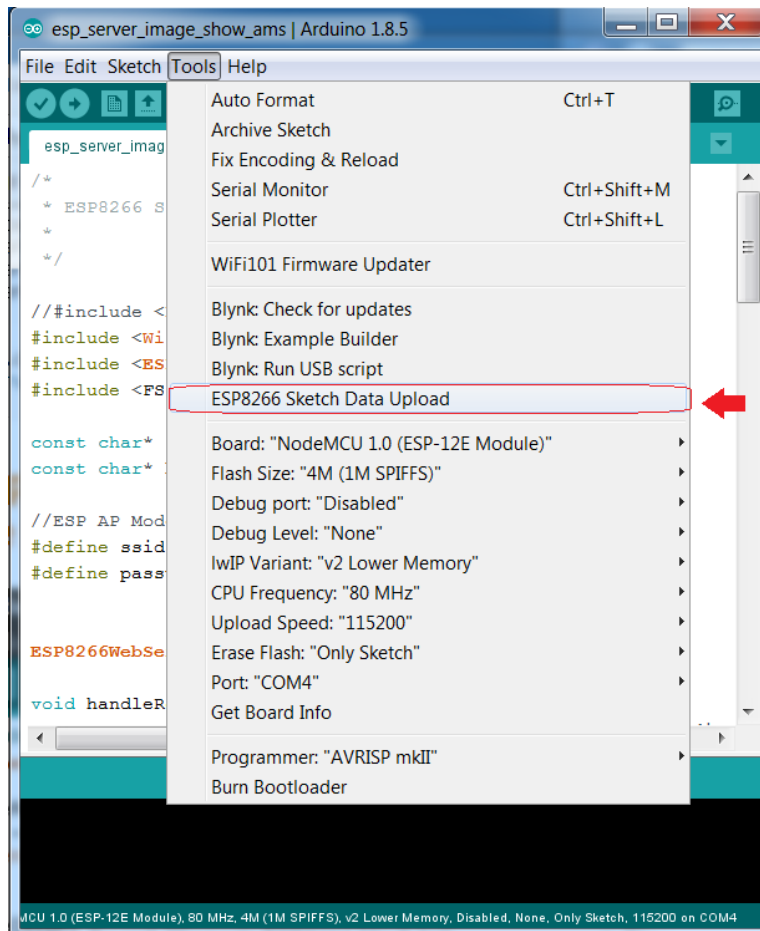 esp_server_image_show_ams | Arduino 1.8.5
File Edit Sketch Tools Help
esp_server_imag
/*
* ESP8266 S
*
*/
//#include <
#include <Wi
#include <ES
#include <FS
const char*
const char*
//ESP AP Mod
#define ssid
#define pass
ESP8266WebSe
void handleR
Auto Format Ctrl+T
Archive Sketch
Fix Encoding & Reload
Serial Monitor Ctrl+Shift+M
Serial Plotter Ctrl+Shift+L
WiFi101 Firmware Updater
Blynk: Check for updates
Blynk: Example Builder
Blynk: Run USB script
ESP8266 Sketch Data Upload
Board: "NodeMCU 1.0 (ESP-12E Module)"
Flash Size: "4M (1M SPIFFS)"
Debug port: "Disabled"
Debug Level: "None"
IwIP Variant: "v2 Lower Memory"
CPU Frequency: "80 MHz"
Upload Speed: "115200"
Erase Flash: "Only Sketch"
Port: "COM4"
Get Board Info
Programmer: "AVRISP mkII"
Burn Bootloader
MCU 1.0 (ESP-12E Module), 80 MHz, 4M (1M SPIFFS), v2 Lower Memory, Disabled, None, Only Sketch, 115200 on COM4